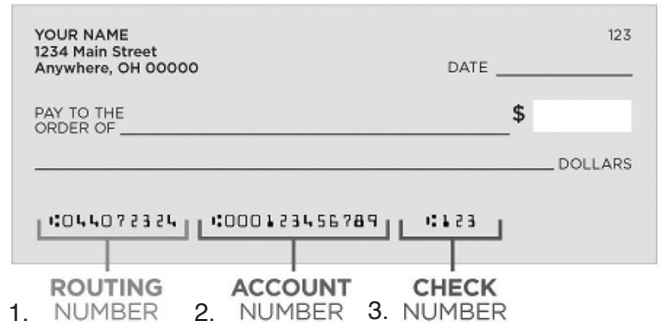 YOUR NAME 123
1234 Main Street
Anywhere, OH 00000
DATE
PAY TO THE
ORDER OF
$
DOLLARS
⑆044072324 ⑆000123456789 ⑆123
ROUTING ACCOUNT CHECK
1. NUMBER 2. NUMBER 3. NUMBER